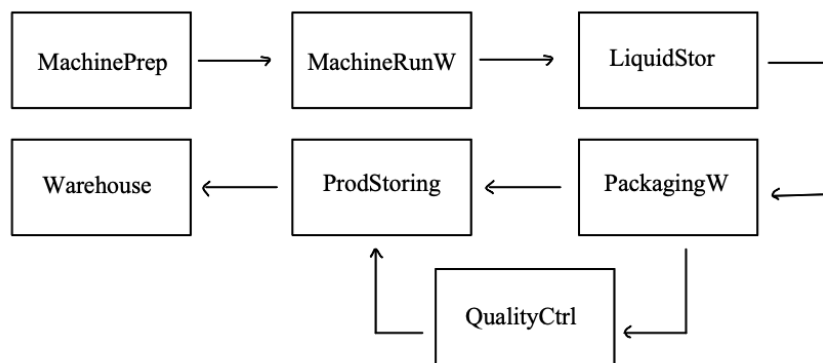 MachinePrep
MachineRunW
LiquidStor
Warehouse
ProdStoring
PackagingW
QualityCtrl